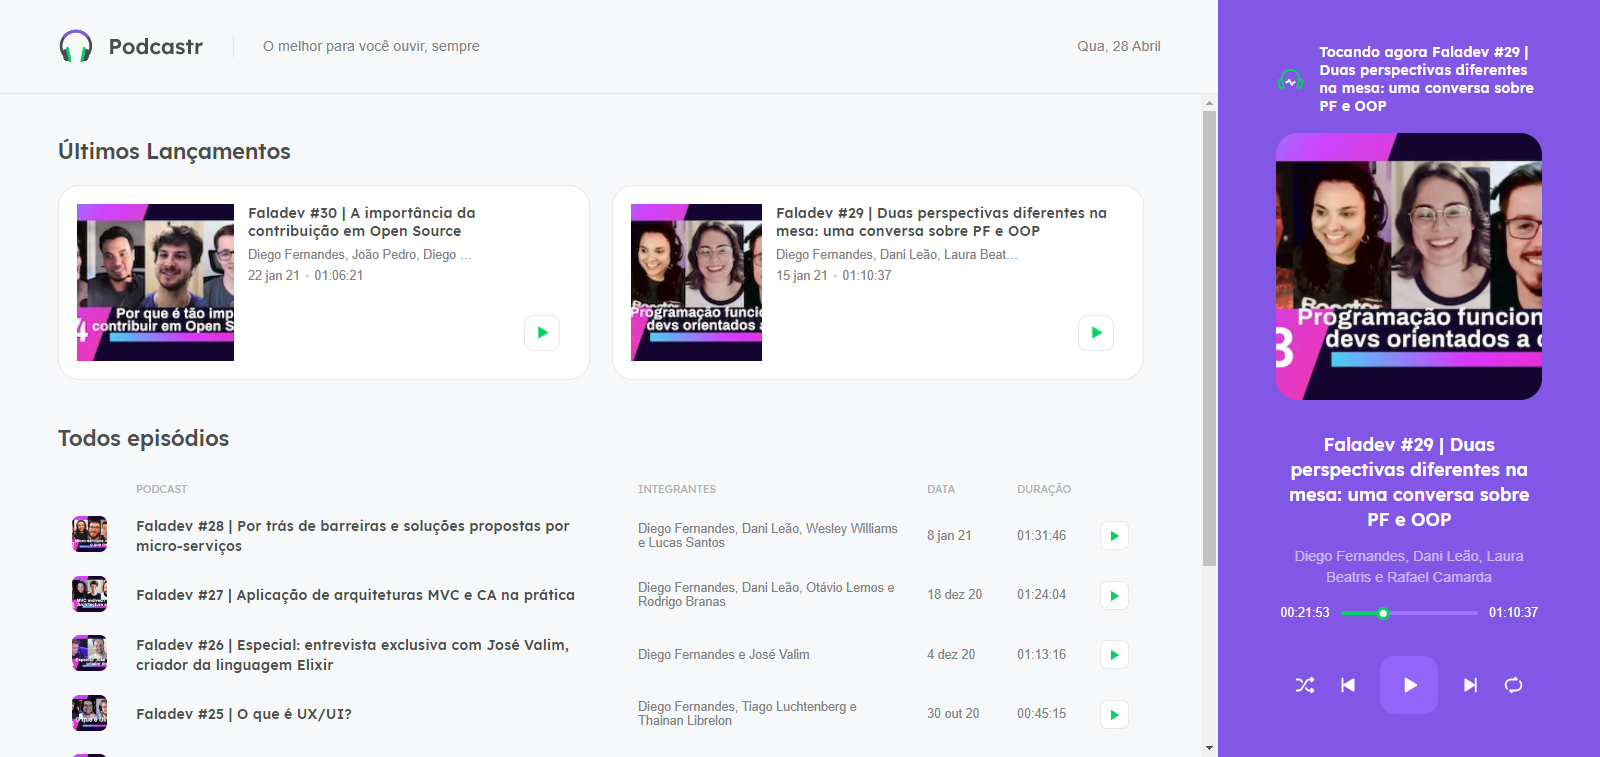 Podcastr
O melhor para você ouvir, sempre
Qua, 28 Abril
Últimos Lançamentos
Por que é tão imp
contribuir em Open S
Faladev #30 | A importância da
contribuição em Open Source
Diego Fernandes, João Pedro, Diego ...
22 jan 21 • 01:06:21
Programação funcio
devs orientados a
Faladev #29 | Duas perspectivas diferentes na
mesa: uma conversa sobre PF e OOP
Diego Fernandes, Dani Leão, Laura Beat...
15 jan 21 • 01:10:37
Todos episódios
PODCAST INTEGRANTES DATA DURAÇÃO
Faladev #28 | Por trás de barreiras e soluções propostas por
micro-serviços
Diego Fernandes, Dani Leão, Wesley Williams
e Lucas Santos
8 jan 21
01:31:46
Faladev #27 | Aplicação de arquiteturas MVC e CA na prática
Diego Fernandes, Dani Leão, Otávio Lemos e
Rodrigo Branas
18 dez 20
01:24:04
Faladev #26 | Especial: entrevista exclusiva com José Valim,
criador da linguagem Elixir
Diego Fernandes e José Valim
4 dez 20
01:13:16
Faladev #25 | O que é UX/UI?
Diego Fernandes, Tiago Luchtenberg e
Thainan Librelon
30 out 20
00:45:15
Tocando agora Faladev #29 |
Duas perspectivas diferentes
na mesa: uma conversa sobre
PF e OOP
Programação funcion
devs orientados a
3
Faladev #29 | Duas
perspectivas diferentes na
mesa: uma conversa sobre
PF e OOP
Diego Fernandes, Dani Leão, Laura
Beatris e Rafael Camarda
00:21:53 01:10:37